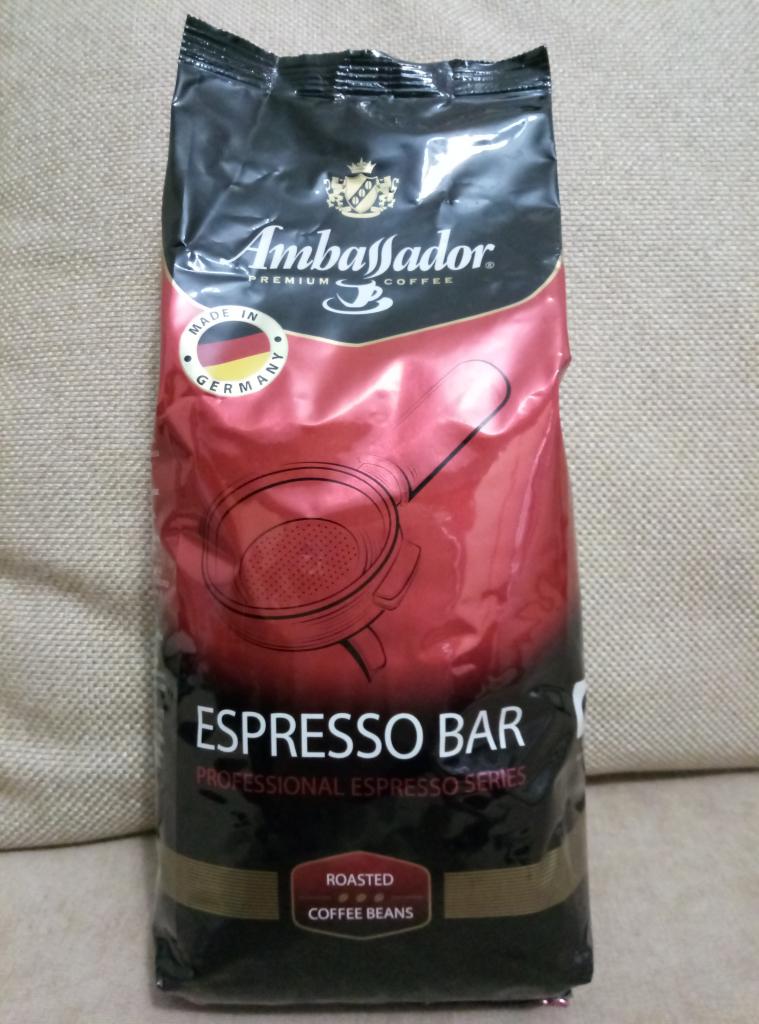 Ambassador®
PREMIUM COFFEE
MADE IN
GERMANY
ESPRESSO BAR
PROFESSIONAL ESPRESSO SERIES
ROASTED
COFFEE BEANS